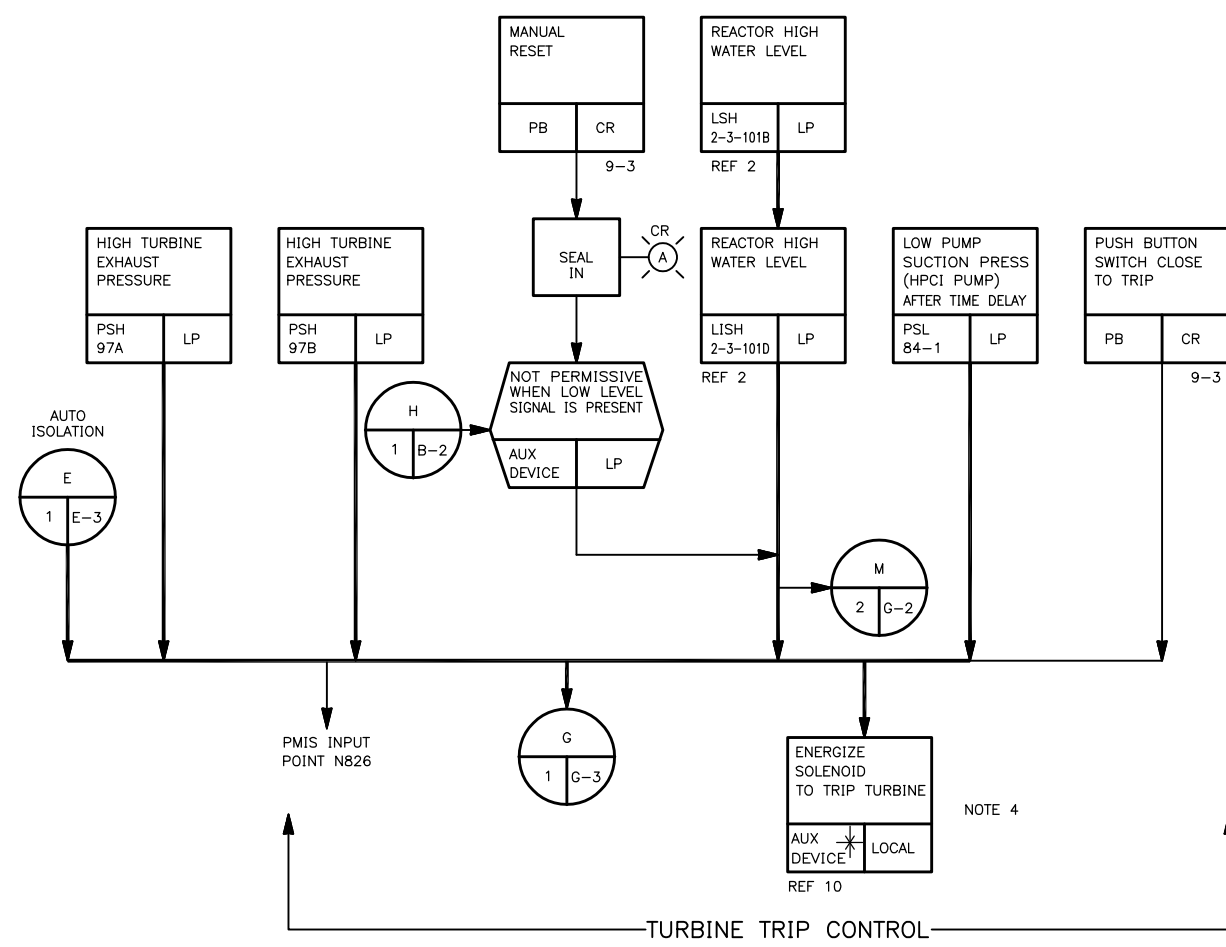 MANUAL
RESET
PB
CR
9-3
REACTOR HIGH
WATER LEVEL
LSH
2-3-101B
LP
REF 2
HIGH TURBINE
EXHAUST
PRESSURE
PSH
97A
LP
HIGH TURBINE
EXHAUST
PRESSURE
PSH
97B
LP
SEAL
IN
CR
A
REACTOR HIGH
WATER LEVEL
LISH
2-3-101D
LP
REF 2
LOW PUMP
SUCTION PRESS
(HPCI PUMP)
AFTER TIME DELAY
PSL
84-1
LP
PUSH BUTTON
SWITCH CLOSE
TO TRIP
PB
CR
9-3
NOT PERMISSIVE
WHEN LOW LEVEL
SIGNAL IS PRESENT
AUX
DEVICE
LP
H
1
B-2
AUTO
ISOLATION
E
1
E-3
M
2
G-2
PMIS INPUT
POINT N826
G
1
G-3
ENERGIZE
SOLENOID
TO TRIP TURBINE
AUX
DEVICE
LOCAL
REF 10
NOTE 4
TURBINE TRIP CONTROL